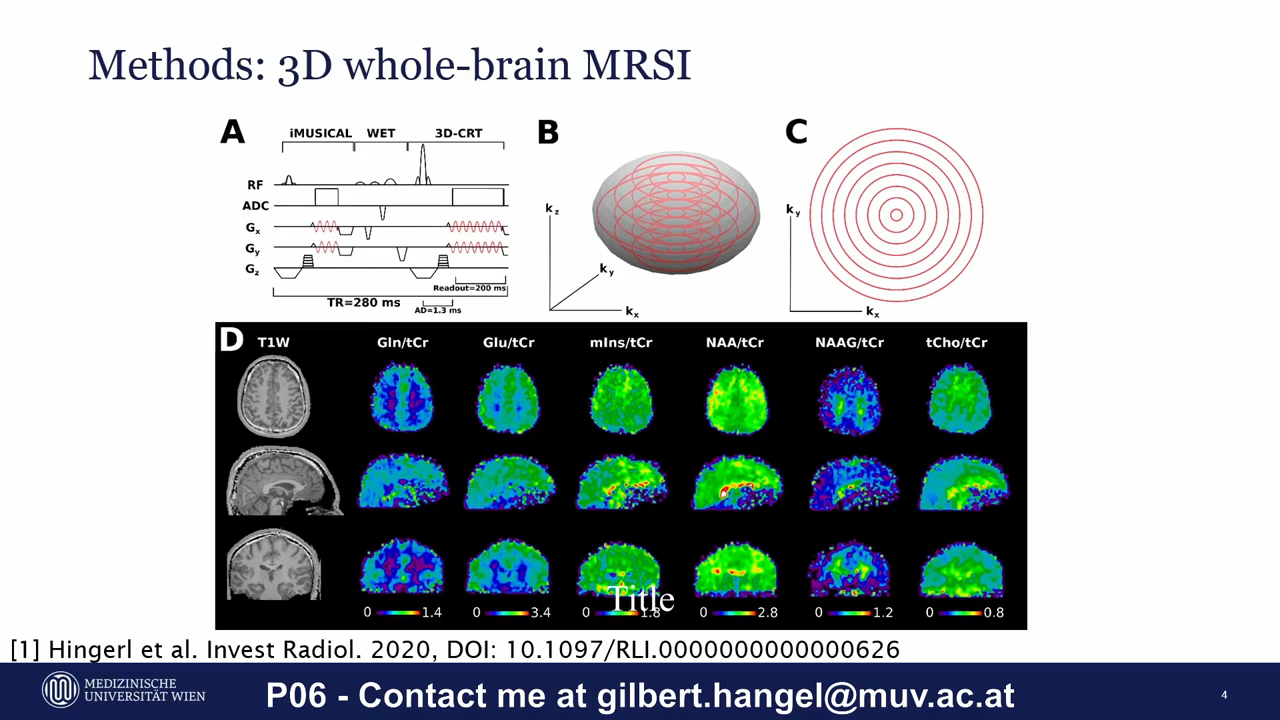 Methods: 3D whole-brain MRSI
A
iMUSICAL WET 3D-CRT
RF
ADC
Gx
Gy
Gz
Readout=200 ms
TR=280 ms
AD=1.3 ms
B
kz
ky
kx
C
ky
kx
D
T1W Gln/tCr Glu/tCr mIns/tCr NAA/tCr NAAG/tCr tCho/tCr
Title
0 1.4 0 3.4 0 1.8 0 2.8 0 1.2 0 0.8
[1] Hingerl et al. Invest Radiol. 2020, DOI: 10.1097/RLI.0000000000000626
MEDIZINISCHE
UNIVERSITÄT WIEN
P06 - Contact me at gilbert.hangel@muv.ac.at
4